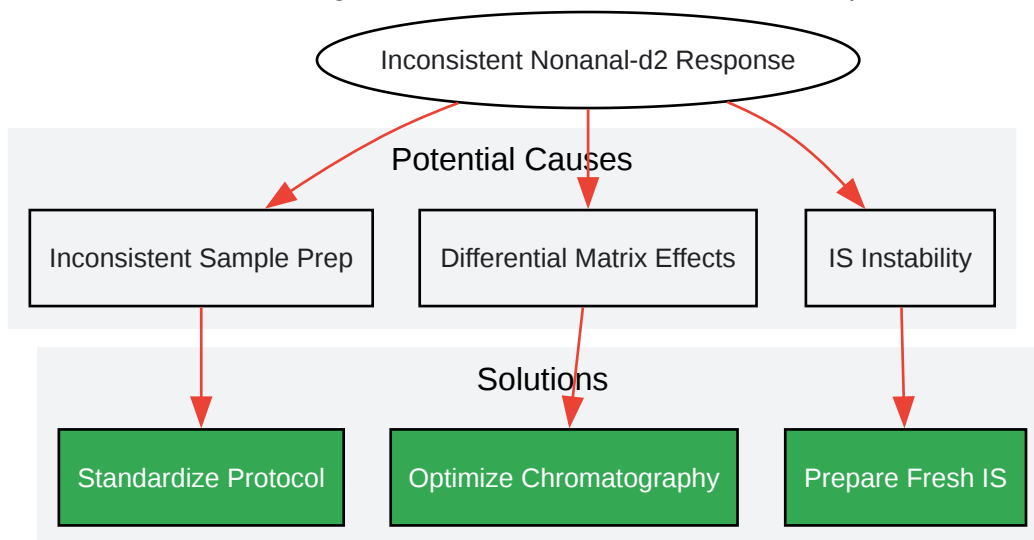 Inconsistent Nonanal-d2 Response
Potential Causes
Inconsistent Sample Prep
Differential Matrix Effects
IS Instability
Solutions
Standardize Protocol
Optimize Chromatography
Prepare Fresh IS